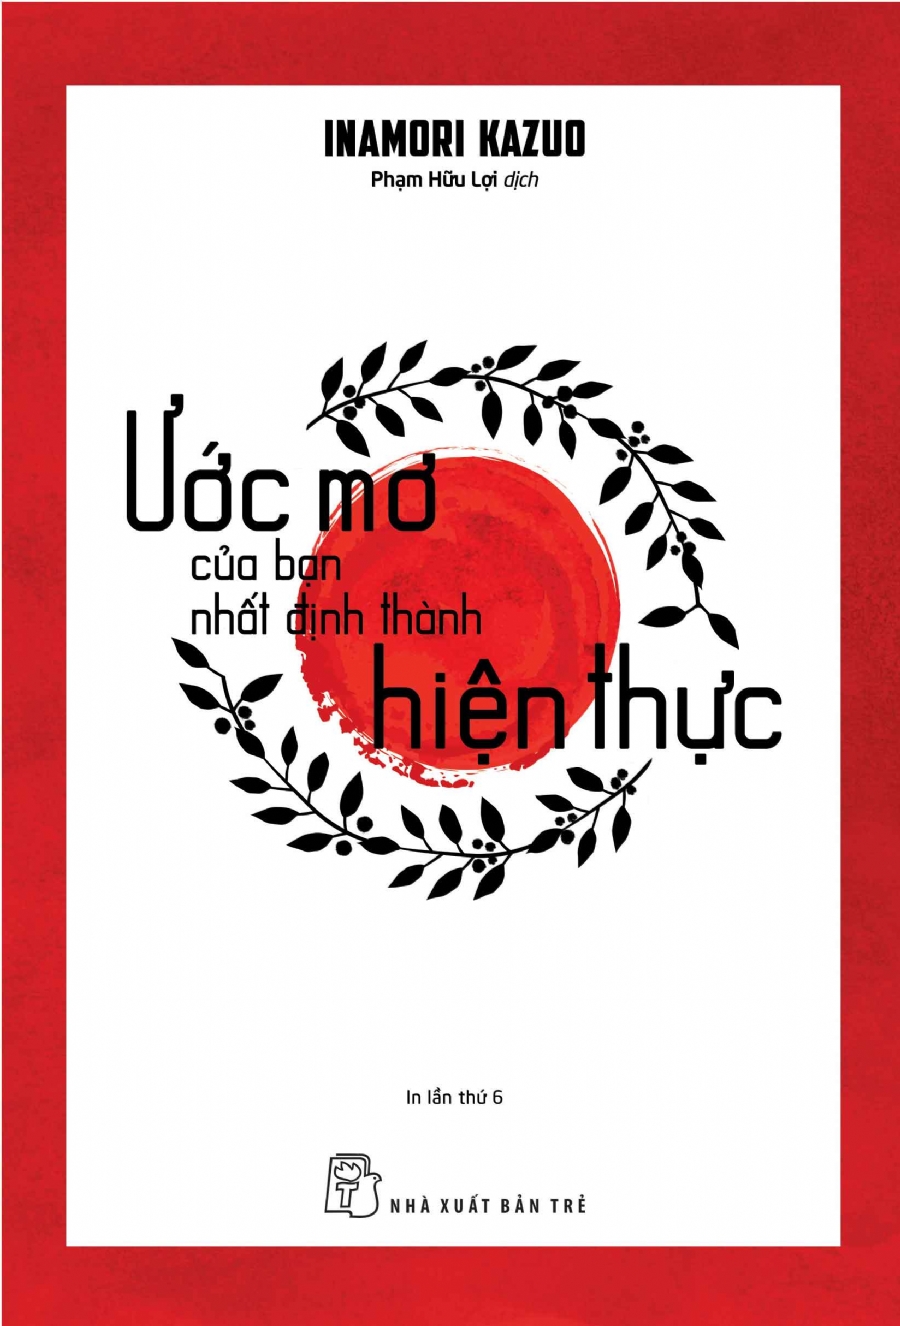 INAMORI KAZUO
Phạm Hữu Lợi dịch
Ước mơ
của bạn
nhất định thành
hiện thực
In lần thứ 6
T
NHÀ XUẤT BẢN TRẺ